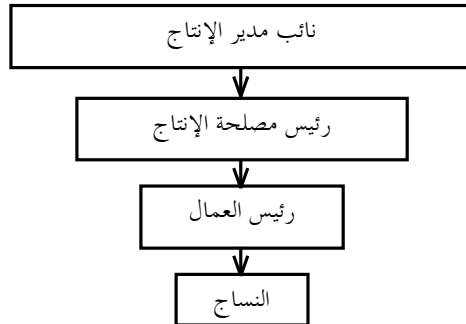 نائب مدير الإنتاج
رئيس مصلحة الإنتاج
رئيس العمال
النساج